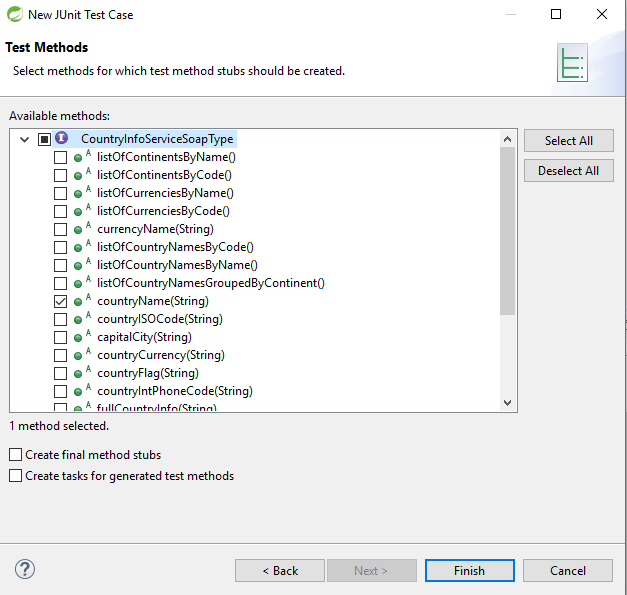 New JUnit Test Case
Test Methods
Select methods for which test method stubs should be created.
Available methods:
I CountryInfoServiceSoapType
A listOfContinentsByName()
A listOfContinentsByCode()
A listOfCurrenciesByName()
A listOfCurrenciesByCode()
A currencyName(String)
A listOfCountryNamesByCode()
A listOfCountryNamesByName()
A listOfCountryNamesGroupedByContinent()
A countryName(String)
A countryISOCode(String)
A capitalCity(String)
A countryCurrency(String)
A countryFlag(String)
A countryIntPhoneCode(String)
A fullCountryInfo(String)
Select All
Deselect All
1 method selected.
Create final method stubs
Create tasks for generated test methods
?
< Back
Next >
Finish
Cancel